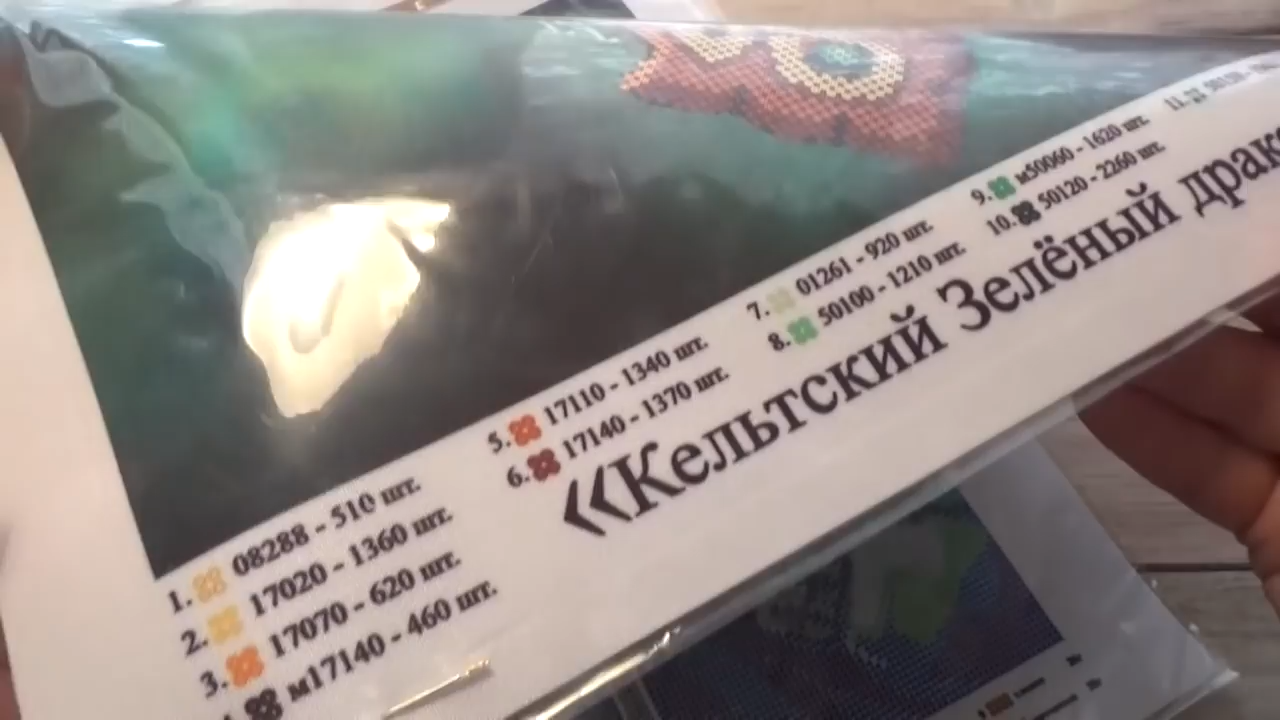 1. 08288 - 510 шт.
2. 17020 - 1360 шт.
3. 17070 - 620 шт.
м17140 - 460 шт.
5. 17110 - 1340 шт.
6. 17140 - 1370 шт.
7. 01261 - 920 шт.
8. 50100 - 1210 шт.
9. м50060 - 1620 шт.
10. 50120 - 2260 шт.
11.
«Кельтский Зелёный драк